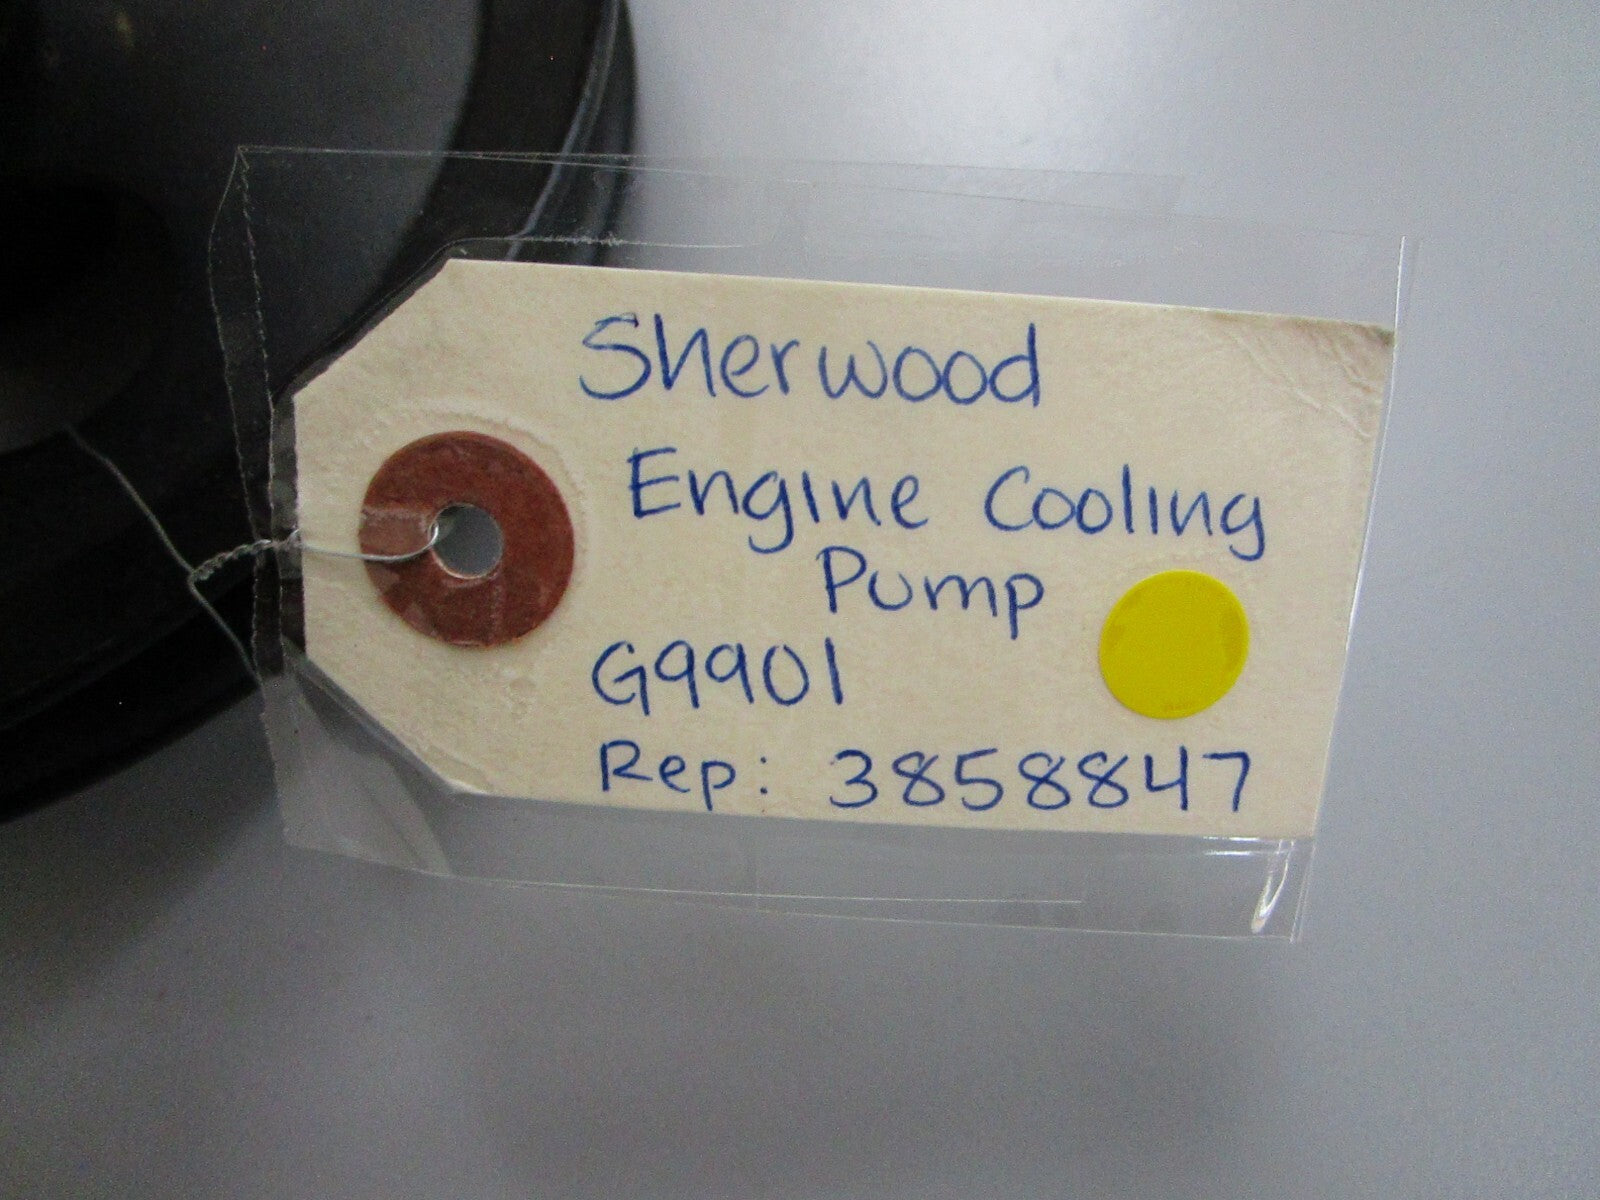 Sherwood
Engine Cooling
Pump
G9901
Rep: 3858847